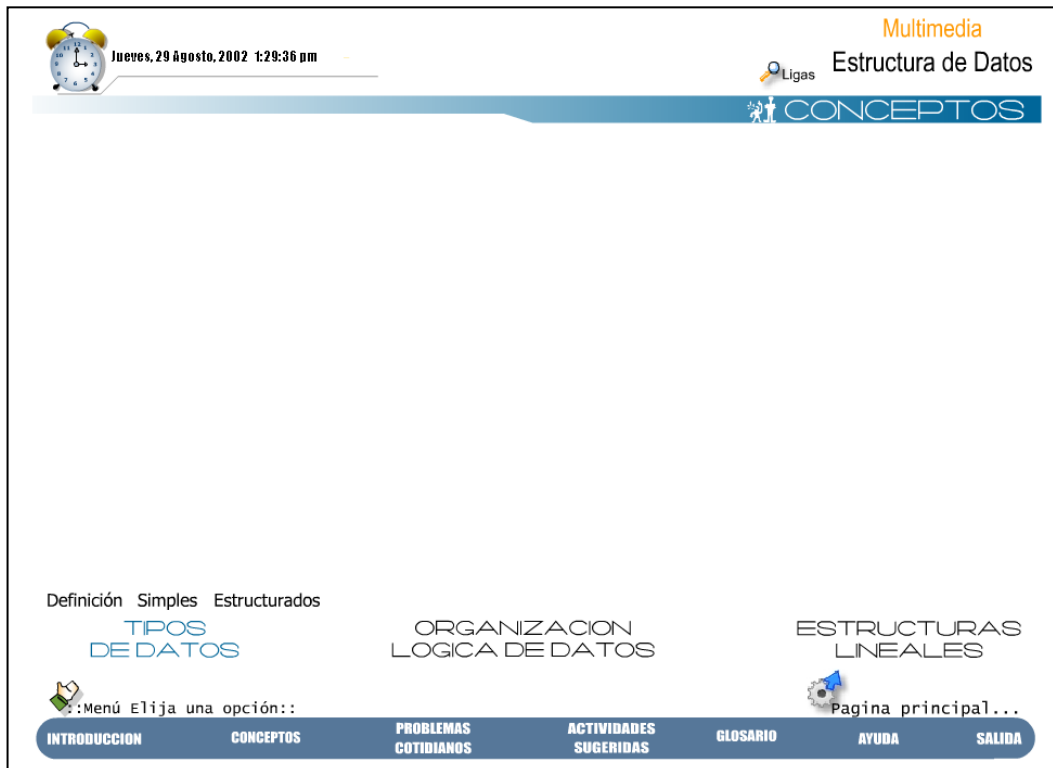 Multimedia
Jueves, 29 Agosto, 2002 1:29:36 pm
Ligas
Estructura de Datos
CONCEPTOS
Definición Simples Estructurados
TIPOS
DE DATOS
ORGANIZACION
LOGICA DE DATOS
ESTRUCTURAS
LINEALES
::Menú Elija una opción::
Pagina principal...
INTRODUCCION
CONCEPTOS
PROBLEMAS
COTIDIANOS
ACTIVIDADES
SUGERIDAS
GLOSARIO
AYUDA
SALIDA